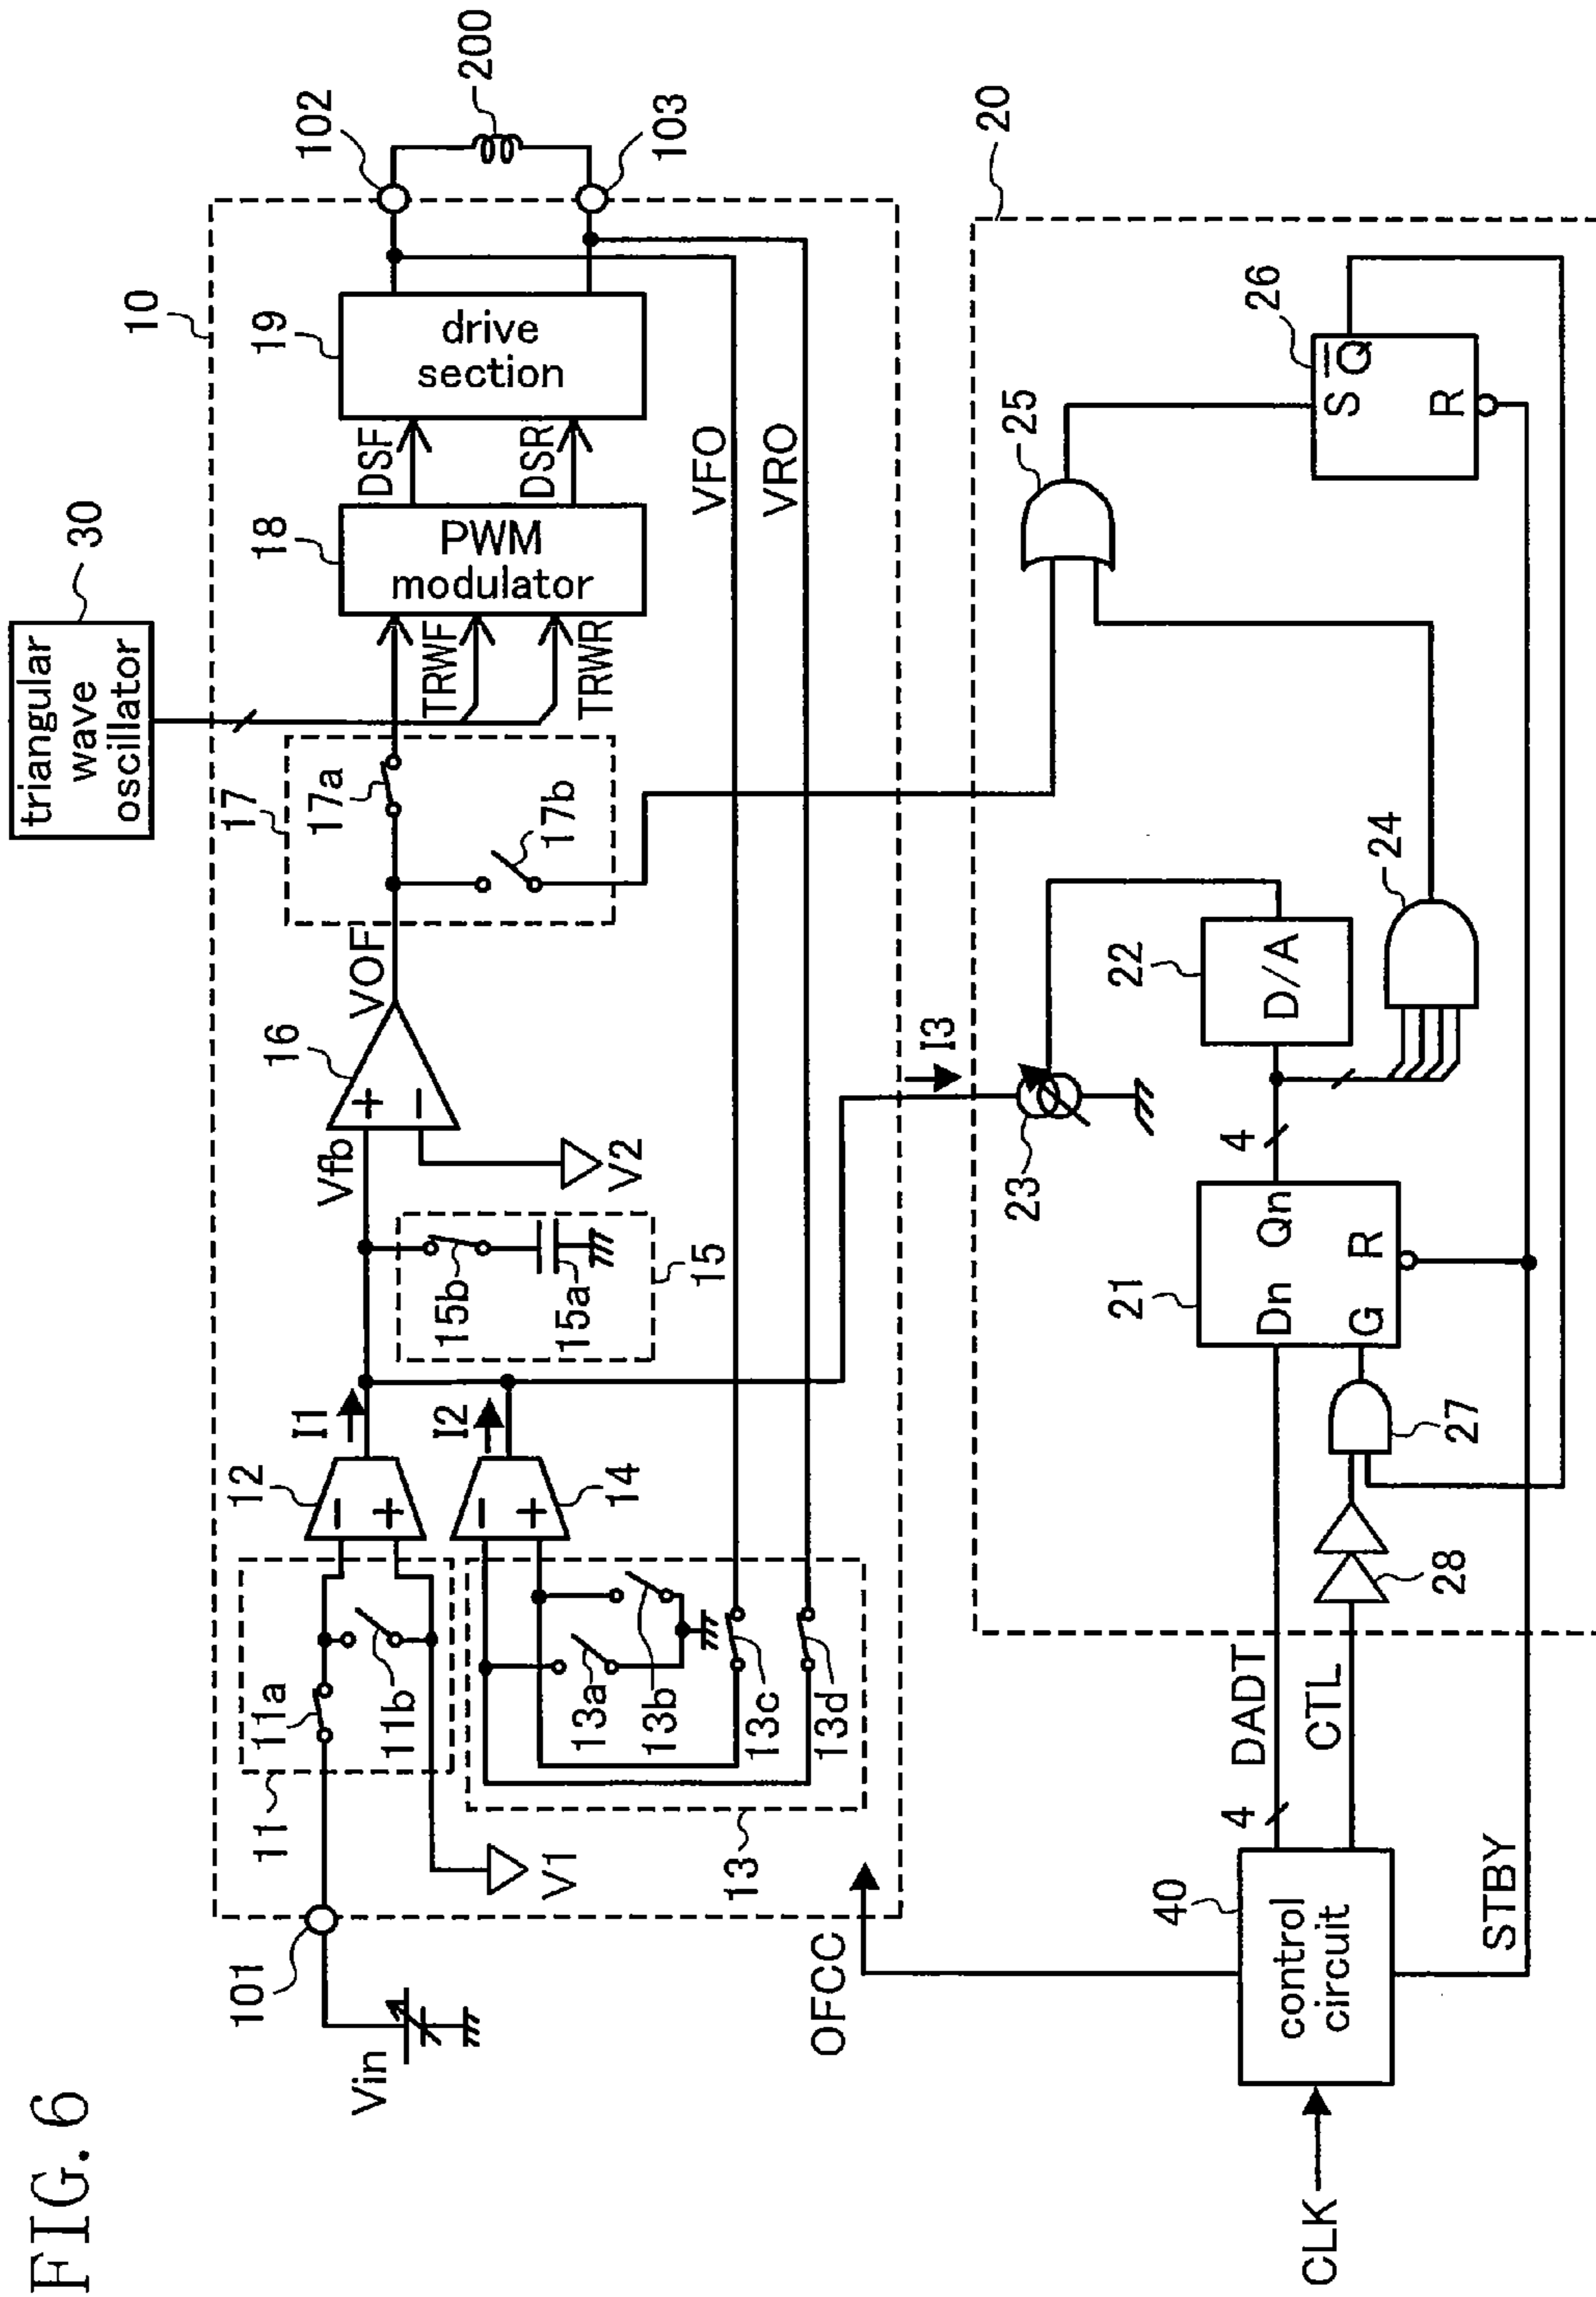 FIG. 6
triangular
wave
oscillator
30
10
102
200
103
101
Vin
11
11a
11b
V1
12
I1
I2
14
13
13a
13b
13c
13d
Vfb
15
15a
15b
V2
16
VOF
17
17a
17b
TRWF
TRWR
18
PWM
modulator
DSF
DSR
19
drive
section
VFO
VRO
OFCC
I3
20
CLK
40
control
circuit
4
DADT
CTL
STBY
28
27
21
Dn
Qn
G
R
4
23
22
D/A
24
25
26
S
Q
R
+
−
−
+
−
+